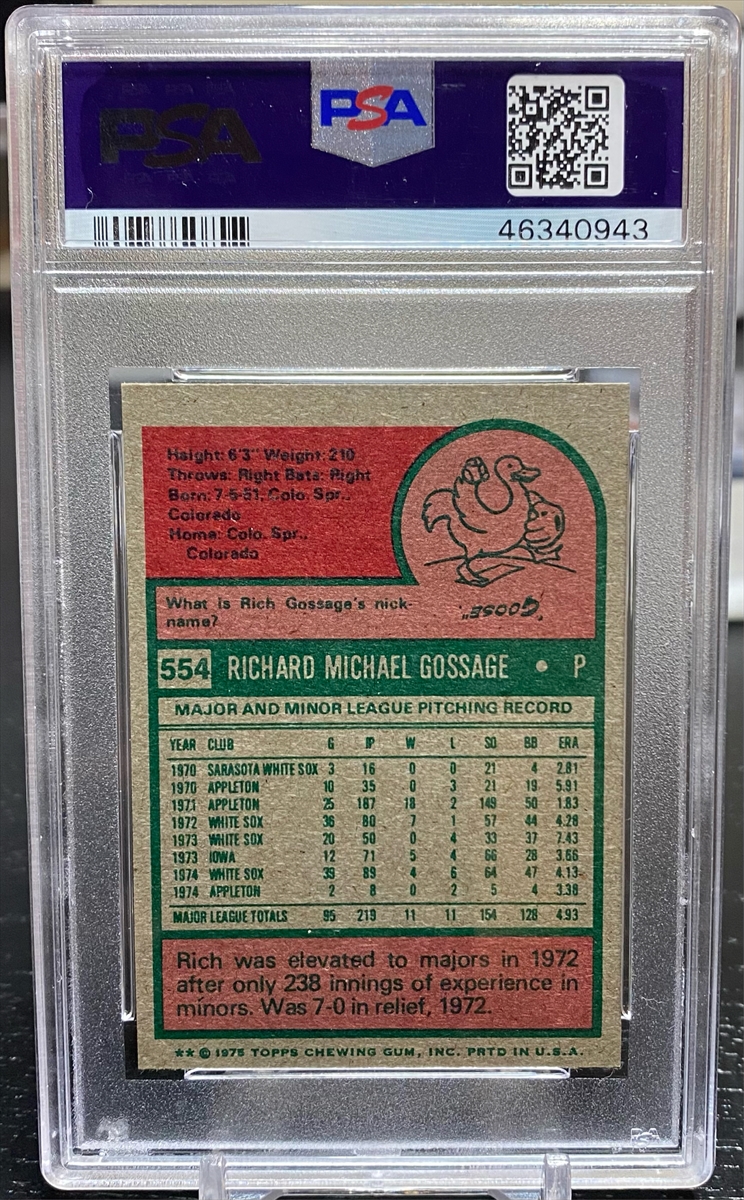 PSA
PSA
46340943
Height: 6'3" Weight: 210
Throws: Right Bats: Right
Born: 7-5-51, Colo. Spr.,
Colorado
Home: Colo. Spr.,
Colorado
What is Rich Gossage's nick-
name?
"GOOSE"
554 RICHARD MICHAEL GOSSAGE • P
MAJOR AND MINOR LEAGUE PITCHING RECORD
YEAR CLUB G IP W L SO BB ERA
1970 SARASOTA WHITE SOX 3 16 0 0 21 4 2.81
1970 APPLETON 10 35 0 3 21 19 5.91
1971 APPLETON 25 187 18 2 149 50 1.83
1972 WHITE SOX 36 80 7 1 57 44 4.28
1973 WHITE SOX 20 50 0 4 33 37 7.43
1973 IOWA 12 71 5 4 66 28 3.66
1974 WHITE SOX 39 89 4 6 64 47 4.13
1974 APPLETON 2 8 0 2 5 4 3.38
MAJOR LEAGUE TOTALS 95 219 11 11 154 128 4.93
Rich was elevated to majors in 1972
after only 238 innings of experience in
minors. Was 7-0 in relief, 1972.
** © 1975 TOPPS CHEWING GUM, INC. PRTD IN U.S.A.
PSA